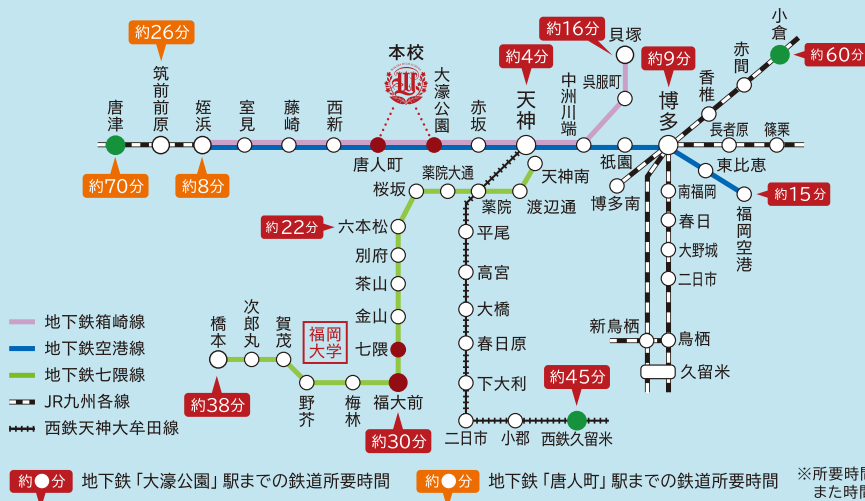 小倉
約26分
約16分
貝塚
約60分
本校
約4分
約9分
赤間
筑前前原
大濠公園
天神
中洲川端
呉服町
博多
香椎
唐津
姪浜
室見
藤崎
西新
赤坂
長者原
篠栗
唐人町
祇園
東比恵
約70分
約8分
桜坂
薬院大通
天神南
博多南
南福岡
約15分
薬院
渡辺通
約22分
六本松
平尾
春日
福岡空港
別府
大野城
茶山
高宮
二日市
地下鉄箱崎線
橋本
次郎丸
賀茂
福岡
大学
金山
大橋
新鳥栖
鳥栖
地下鉄空港線
七隈
春日原
地下鉄七隈線
久留米
JR九州各線
約38分
野芥
梅林
福大前
下大利
約45分
西鉄天神大牟田線
約30分
二日市
小郡
西鉄久留米
約●分 地下鉄「大濠公園」駅までの鉄道所要時間
約●分 地下鉄「唐人町」駅までの鉄道所要時間
※所要時間
また時間